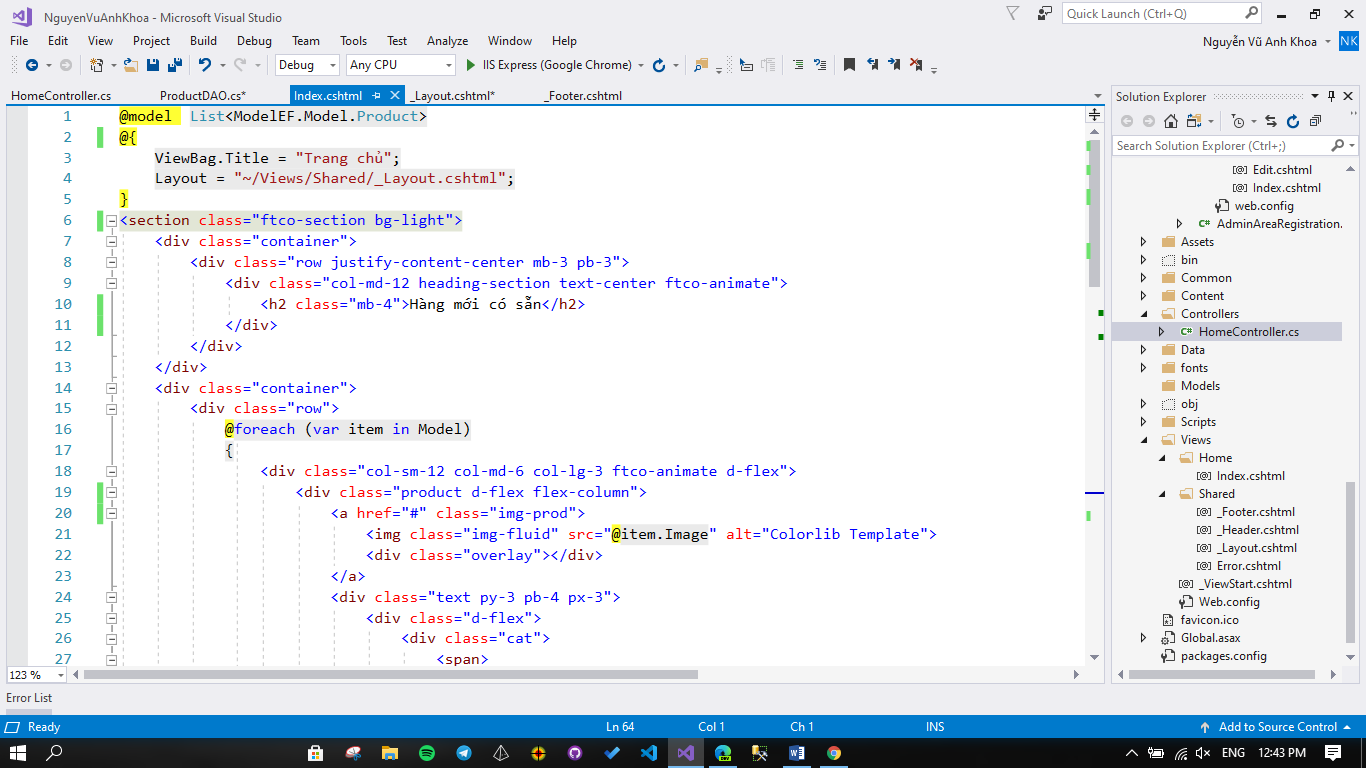 NguyenVuAnhKhoa - Microsoft Visual Studio
Quick Launch (Ctrl+Q)
File Edit View Project Build Debug Team Tools Test Analyze Window Help
Nguyễn Vũ Anh Khoa NK
Debug Any CPU IIS Express (Google Chrome)
HomeController.cs ProductDAO.cs* Index.cshtml _Layout.cshtml* _Footer.cshtml
1 @model List<ModelEF.Model.Product>
2 @{
3 ViewBag.Title = "Trang chủ";
4 Layout = "~/Views/Shared/_Layout.cshtml";
5 }
6 <section class="ftco-section bg-light">
7 <div class="container">
8 <div class="row justify-content-center mb-3 pb-3">
9 <div class="col-md-12 heading-section text-center ftco-animate">
10 <h2 class="mb-4">Hàng mới có sẵn</h2>
11 </div>
12 </div>
13 </div>
14 <div class="container">
15 <div class="row">
16 @foreach (var item in Model)
17 {
18 <div class="col-sm-12 col-md-6 col-lg-3 ftco-animate d-flex">
19 <div class="product d-flex flex-column">
20 <a href="#" class="img-prod">
21 <img class="img-fluid" src="@item.Image" alt="Colorlib Template">
22 <div class="overlay"></div>
23 </a>
24 <div class="text py-3 pb-4 px-3">
25 <div class="d-flex">
26 <div class="cat">
27 <span>
123 %
Solution Explorer
Search Solution Explorer (Ctrl+;)
Edit.cshtml
Index.cshtml
web.config
AdminAreaRegistration.
Assets
bin
Common
Content
Controllers
HomeController.cs
Data
fonts
Models
obj
Scripts
Views
Home
Index.cshtml
Shared
_Footer.cshtml
_Header.cshtml
_Layout.cshtml
Error.cshtml
_ViewStart.cshtml
Web.config
favicon.ico
Global.asax
packages.config
Error List
Ready Ln 64 Col 1 Ch 1 INS Add to Source Control
ENG 12:43 PM